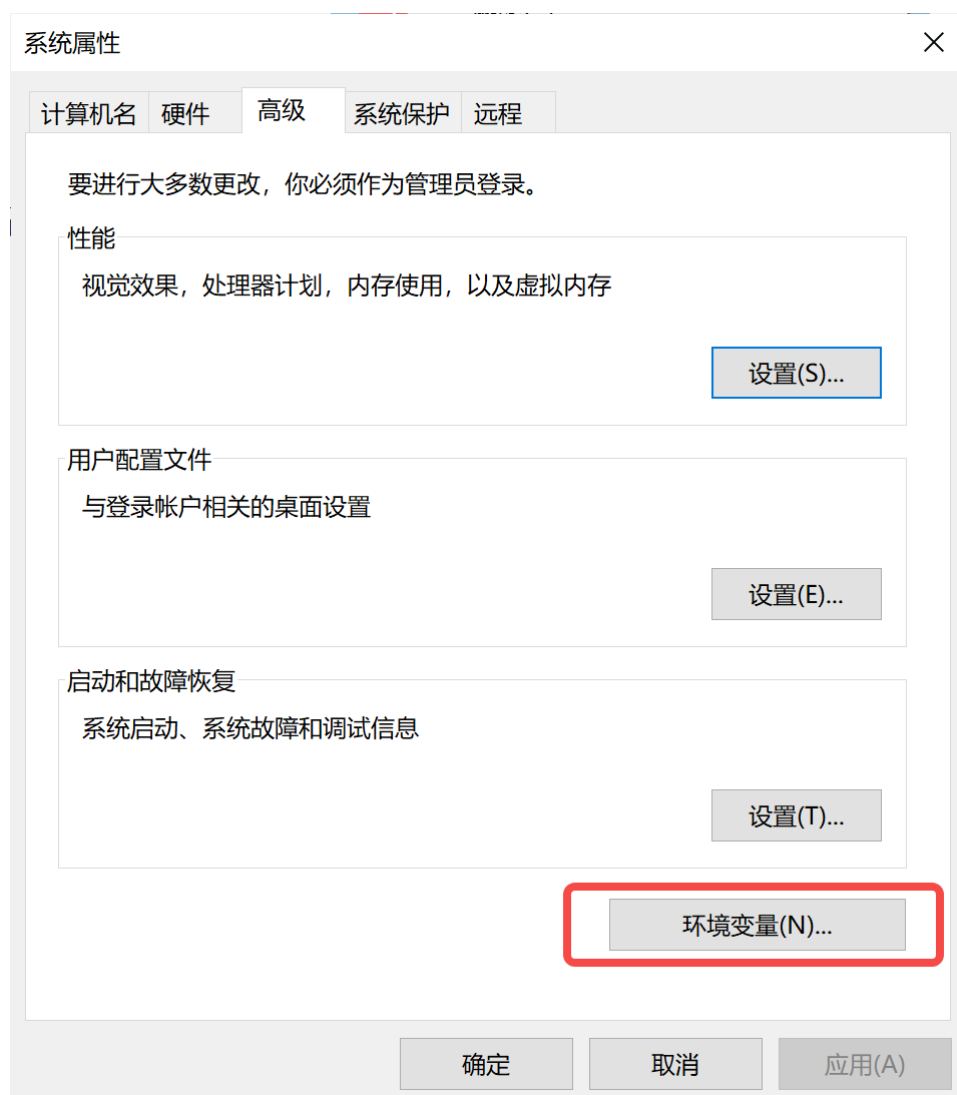 系统属性
计算机名 硬件 高级 系统保护 远程
要进行大多数更改，你必须作为管理员登录。
性能
视觉效果，处理器计划，内存使用，以及虚拟内存
设置(S)...
用户配置文件
与登录帐户相关的桌面设置
设置(E)...
启动和故障恢复
系统启动、系统故障和调试信息
设置(T)...
环境变量(N)...
确定 取消 应用(A)